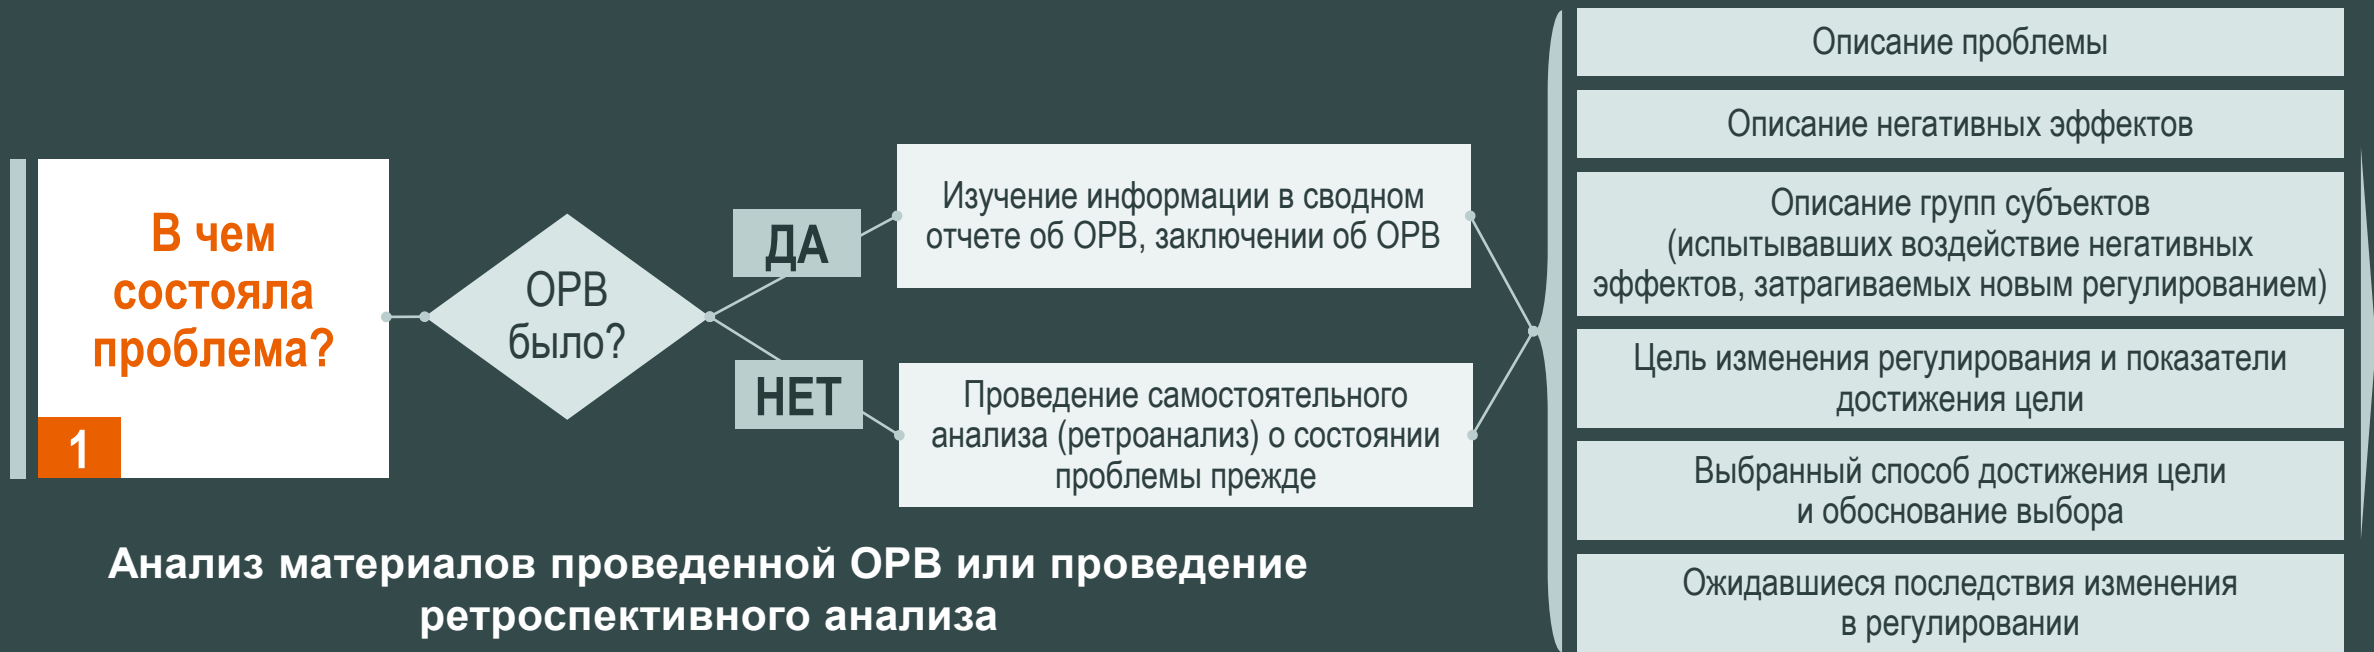 В чем
состояла
проблема?
1
ОРВ
было?
ДА
НЕТ
Изучение информации в сводном
отчете об ОРВ, заключении об ОРВ
Проведение самостоятельного
анализа (ретроанализ) о состоянии
проблемы прежде
Описание проблемы
Описание негативных эффектов
Описание групп субъектов
(испытывавших воздействие негативных
эффектов, затрагиваемых новым регулированием)
Цель изменения регулирования и показатели
достижения цели
Выбранный способ достижения цели
и обоснование выбора
Ожидавшиеся последствия изменения
в регулировании
Анализ материалов проведенной ОРВ или проведение
ретроспективного анализа